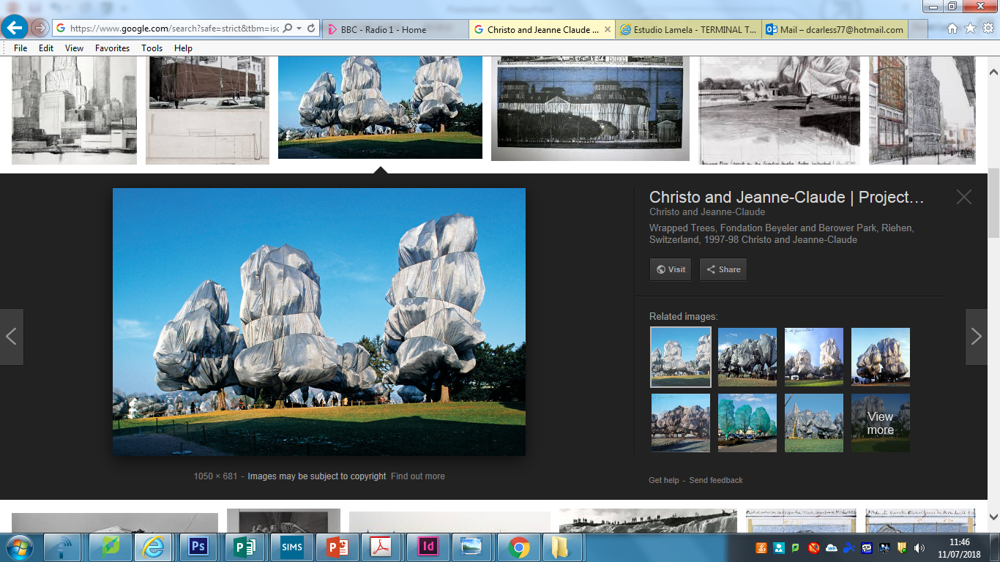 https://www.google.com/search?safe=strict&tbm=isc
BBC - Radio 1 - Home
Christo and Jeanne Claude ...
Estudio Lamela - TERMINAL T...
Mail – dcarless77@hotmail.com
File Edit View Favorites Tools Help
Christo and Jeanne-Claude | Project…
Christo and Jeanne-Claude
Wrapped Trees, Fondation Beyeler and Berower Park, Riehen,
Switzerland, 1997-98 Christo and Jeanne-Claude
Visit
Share
Related images:
View
more
1050 × 681 - Images may be subject to copyright Find out more
Get help - Send feedback
Ps
P
SIMS
P
Id
11:46
11/07/2018